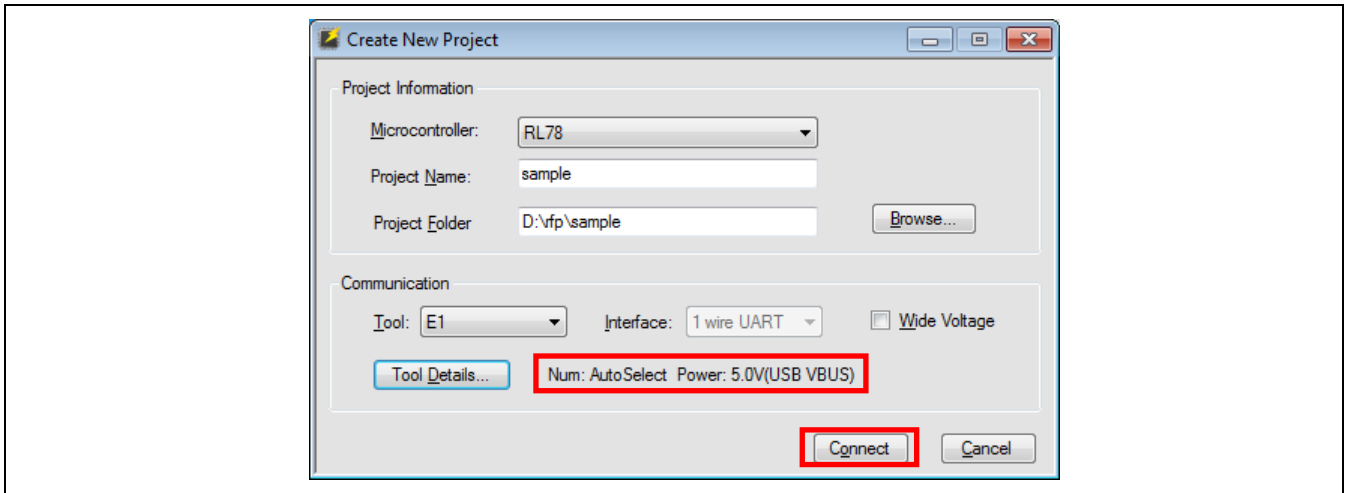 Create New Project
Project Information
Microcontroller: RL78
Project Name: sample
Project Folder D:\rfp\sample Browse...
Communication
Tool: E1 Interface: 1 wire UART Wide Voltage
Tool Details... Num: AutoSelect Power: 5.0V(USB VBUS)
Connect Cancel